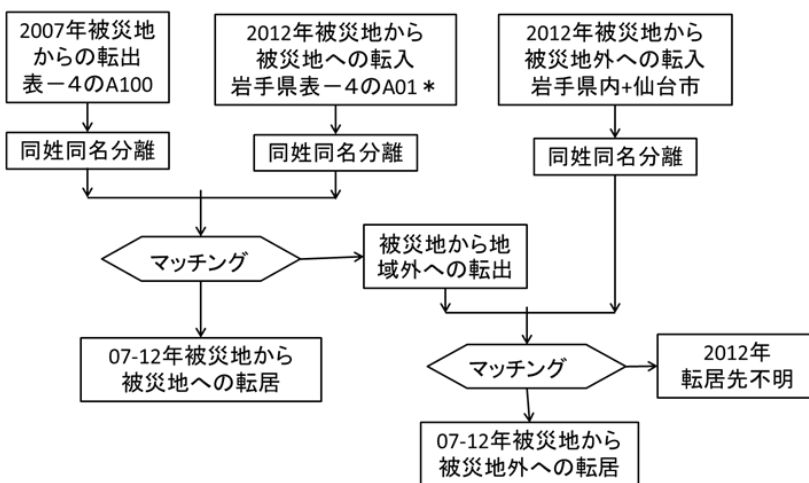 2007年被災地
からの転出
表－4のA100
2012年被災地から
被災地への転入
岩手県表－4のA01＊
2012年被災地から
被災地外への転入
岩手県内+仙台市
同姓同名分離
同姓同名分離
同姓同名分離
マッチング
被災地から地
域外への転出
07-12年被災地から
被災地への転居
マッチング
2012年
転居先不明
07-12年被災地から
被災地外への転居